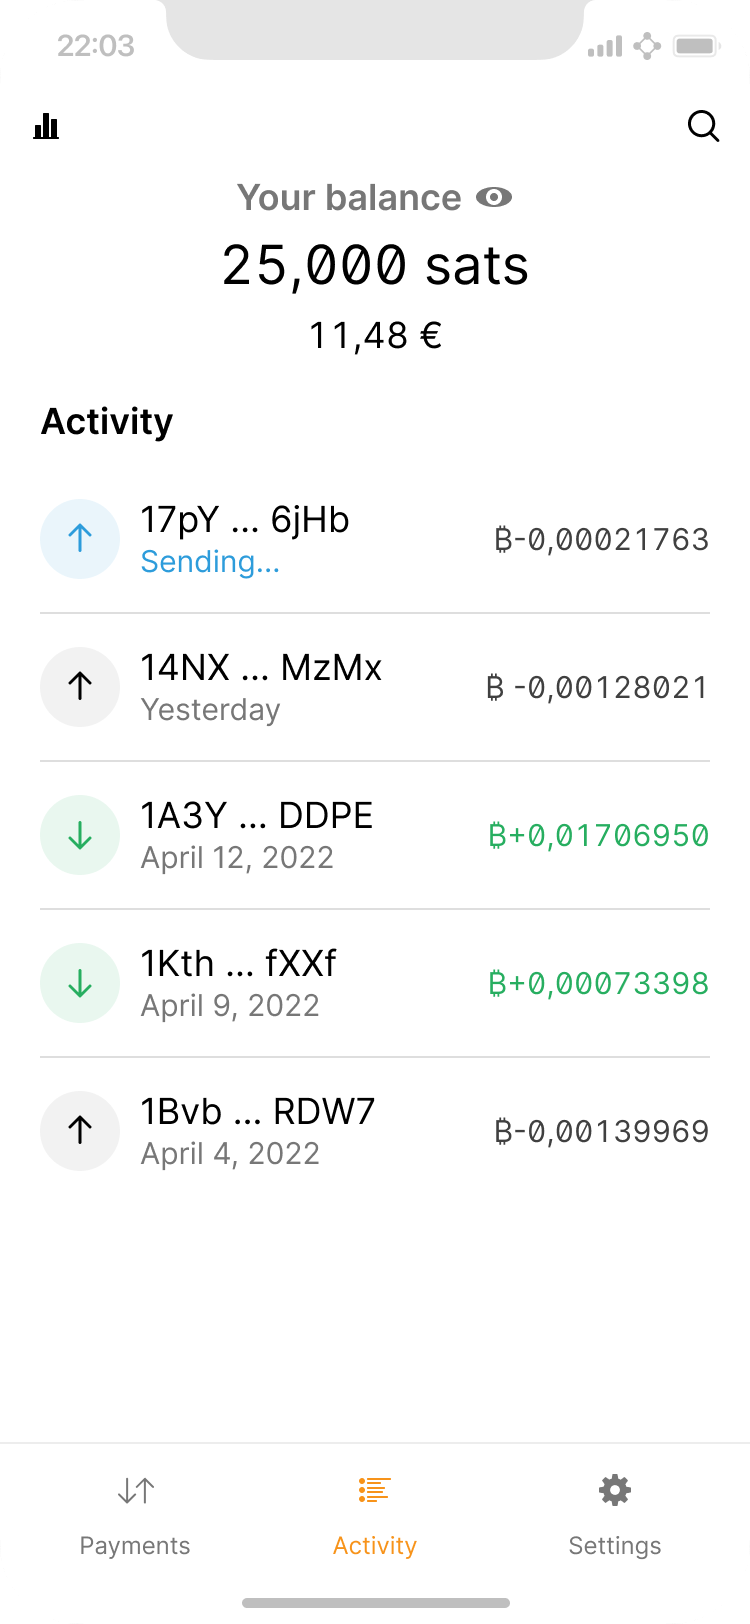 22:03
Your balance
25,000 sats
11,48 €
Activity
17pY ... 6jHb
Sending...
₿-0,00021763
14NX ... MzMx
Yesterday
₿ -0,00128021
1A3Y ... DDPE
April 12, 2022
₿+0,01706950
1Kth ... fXXf
April 9, 2022
₿+0,00073398
1Bvb ... RDW7
April 4, 2022
₿-0,00139969
Payments
Activity
Settings